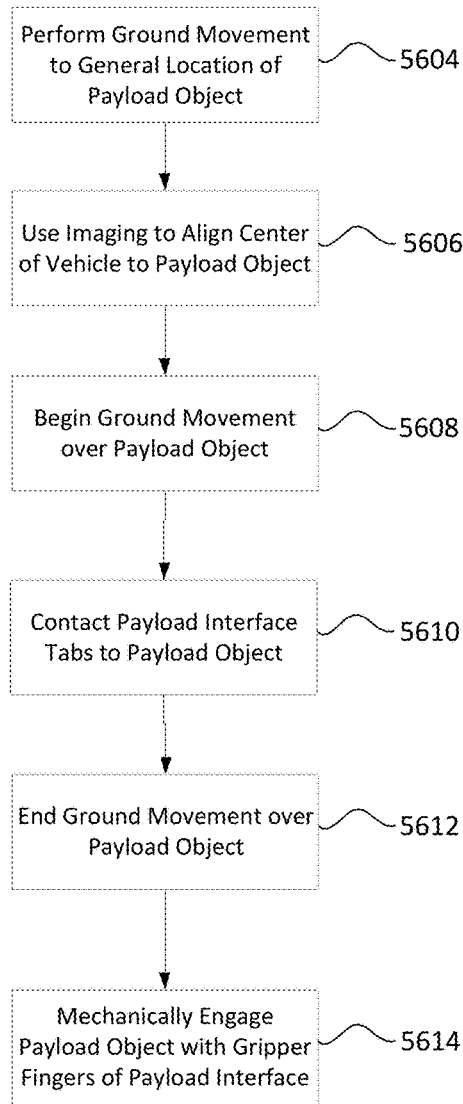 Perform Ground Movement
to General Location of
Payload Object
5604
Use Imaging to Align Center
of Vehicle to Payload Object
5606
Begin Ground Movement
over Payload Object
5608
Contact Payload Interface
Tabs to Payload Object
5610
End Ground Movement over
Payload Object
5612
Mechanically Engage
Payload Object with Gripper
Fingers of Payload Interface
5614